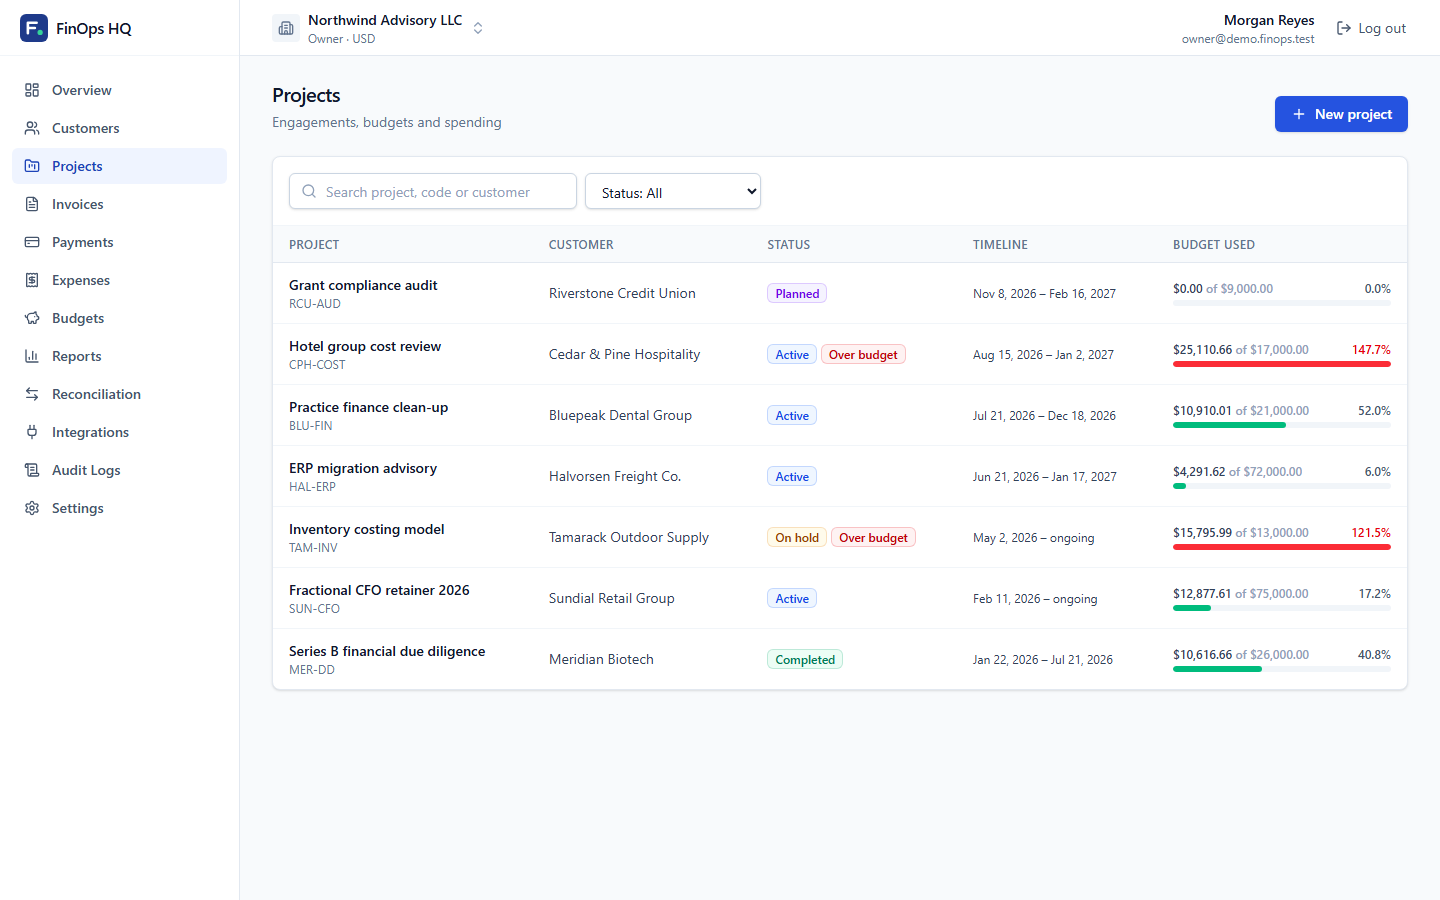 FinOps HQ
Northwind Advisory LLC
Owner · USD
Morgan Reyes
owner@demo.finops.test
Log out
Overview
Customers
Projects
Invoices
Payments
Expenses
Budgets
Reports
Reconciliation
Integrations
Audit Logs
Settings
Projects
Engagements, budgets and spending
New project
Search project, code or customer
Status: All
PROJECT CUSTOMER STATUS TIMELINE BUDGET USED
Grant compliance audit
RCU-AUD
Riverstone Credit Union
Planned
Nov 8, 2026 – Feb 16, 2027
$0.00 of $9,000.00 0.0%
Hotel group cost review
CPH-COST
Cedar & Pine Hospitality
Active Over budget
Aug 15, 2026 – Jan 2, 2027
$25,110.66 of $17,000.00 147.7%
Practice finance clean-up
BLU-FIN
Bluepeak Dental Group
Active
Jul 21, 2026 – Dec 18, 2026
$10,910.01 of $21,000.00 52.0%
ERP migration advisory
HAL-ERP
Halvorsen Freight Co.
Active
Jun 21, 2026 – Jan 17, 2027
$4,291.62 of $72,000.00 6.0%
Inventory costing model
TAM-INV
Tamarack Outdoor Supply
On hold Over budget
May 2, 2026 – ongoing
$15,795.99 of $13,000.00 121.5%
Fractional CFO retainer 2026
SUN-CFO
Sundial Retail Group
Active
Feb 11, 2026 – ongoing
$12,877.61 of $75,000.00 17.2%
Series B financial due diligence
MER-DD
Meridian Biotech
Completed
Jan 22, 2026 – Jul 21, 2026
$10,616.66 of $26,000.00 40.8%